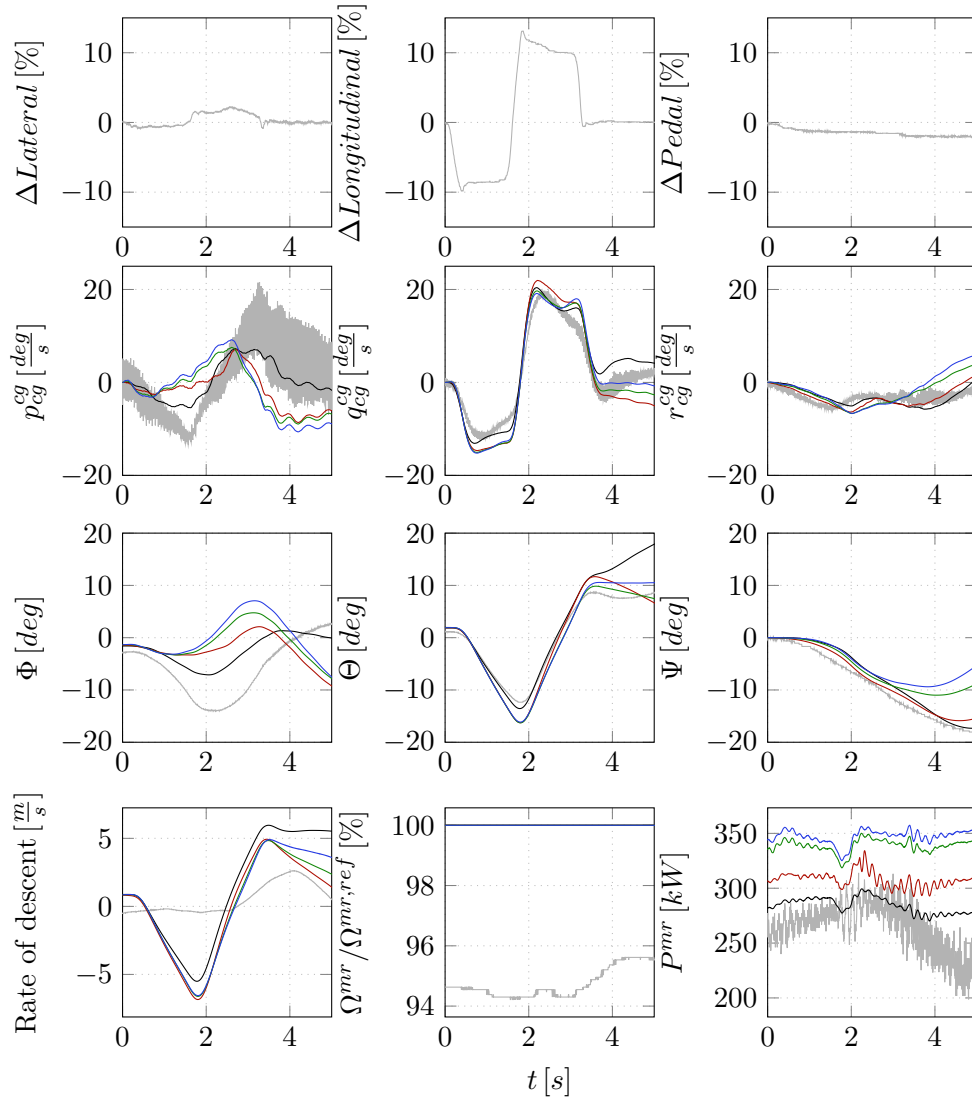 ΔLateral [%]
10
0
−10
0 2 4
ΔLongitudinal [%]
10
0
−10
0 2 4
ΔPedal [%]
10
0
−10
0 2 4
p^{cg}_{cg} [\frac{deg}{s}]
20
0
−20
0 2 4
q^{cg}_{cg} [\frac{deg}{s}]
20
0
−20
0 2 4
r^{cg}_{cg} [\frac{deg}{s}]
20
0
−20
0 2 4
Φ [deg]
20
10
0
−10
−20
0 2 4
Θ [deg]
20
10
0
−10
−20
0 2 4
Ψ [deg]
20
10
0
−10
−20
0 2 4
Rate of descent [\frac{m}{s}]
5
0
−5
0 2 4
Ω^{mr}/Ω^{mr,ref} [%]
100
98
96
94
0 2 4
P^{mr} [kW]
350
300
250
200
0 2 4
t [s]